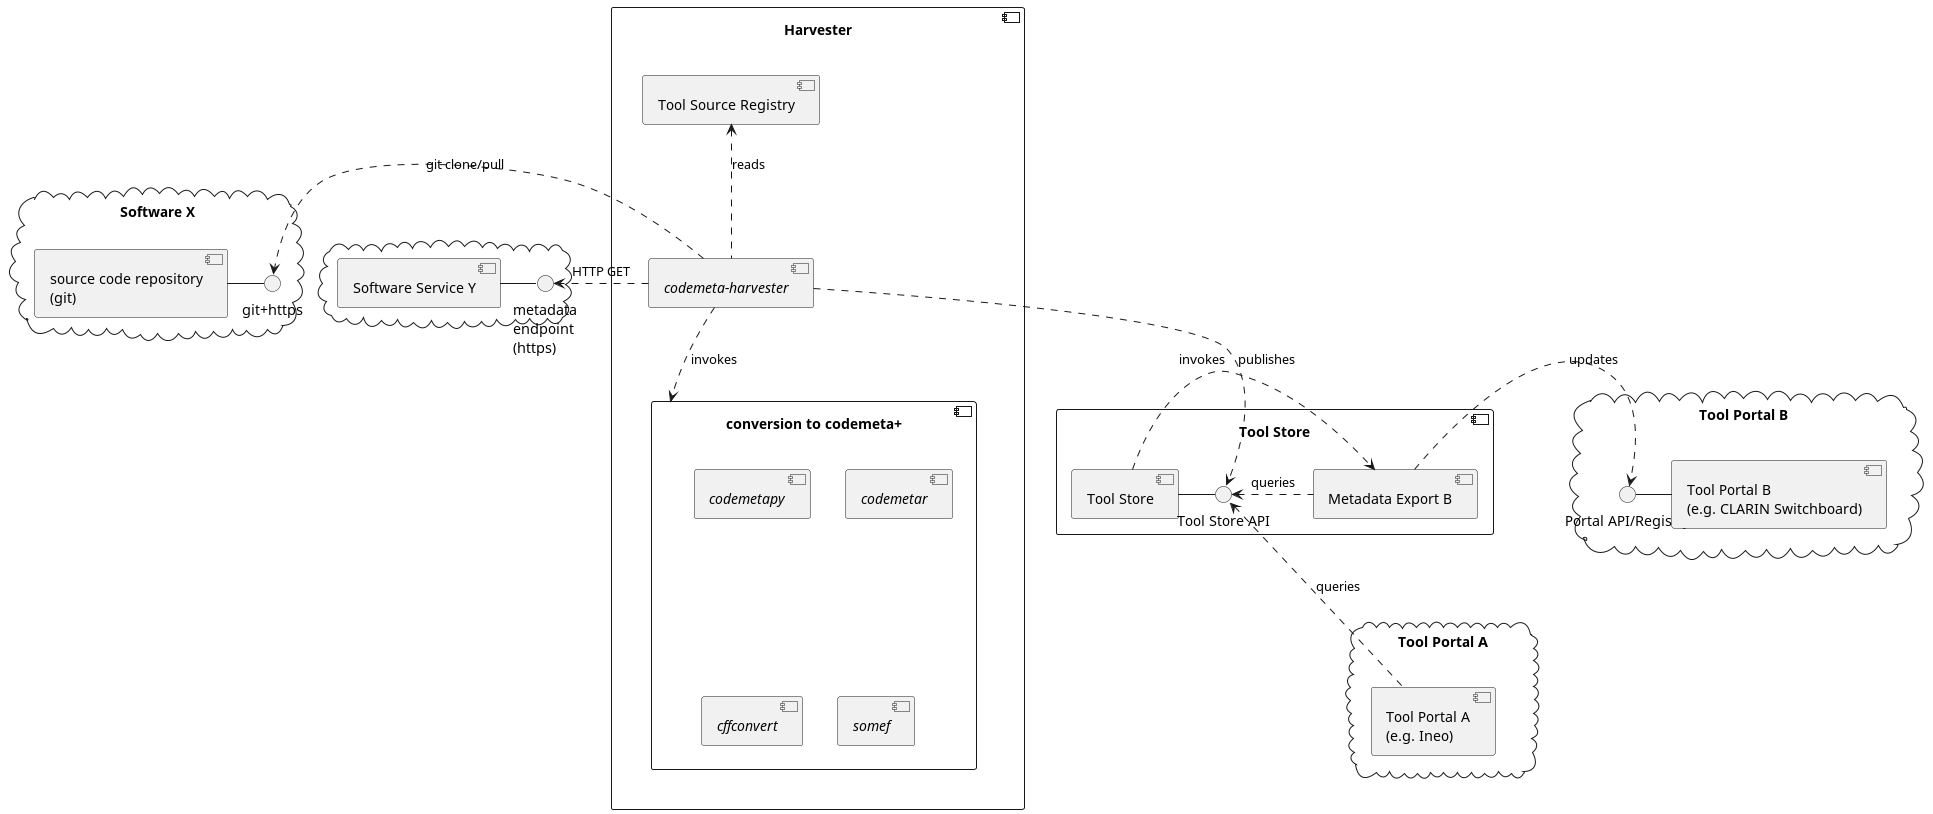 Harvester
Tool Source Registry
git clone/pull
reads
Software X
source code repository
(git)
git+https
Software Service Y
metadata
endpoint
(https)
HTTP GET
codemeta-harvester
invokes
conversion to codemeta+
codemetapy
codemetar
cffconvert
somef
invokes
publishes
Tool Store
Tool Store
Tool Store API
queries
Metadata Export B
updates
Tool Portal B
Tool Portal B
(e.g. CLARIN Switchboard)
Portal API/
queries
Tool Portal A
Tool Portal A
(e.g. Ineo)